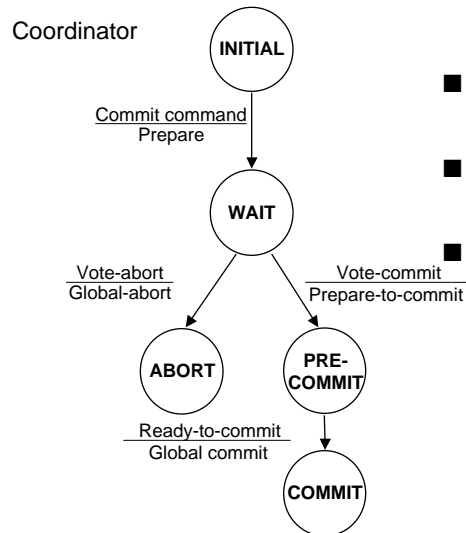 Coordinator
INITIAL
Commit command
Prepare
WAIT
Vote-abort
Global-abort
Vote-commit
Prepare-to-commit
ABORT
PRE-
COMMIT
Ready-to-commit
Global commit
COMMIT